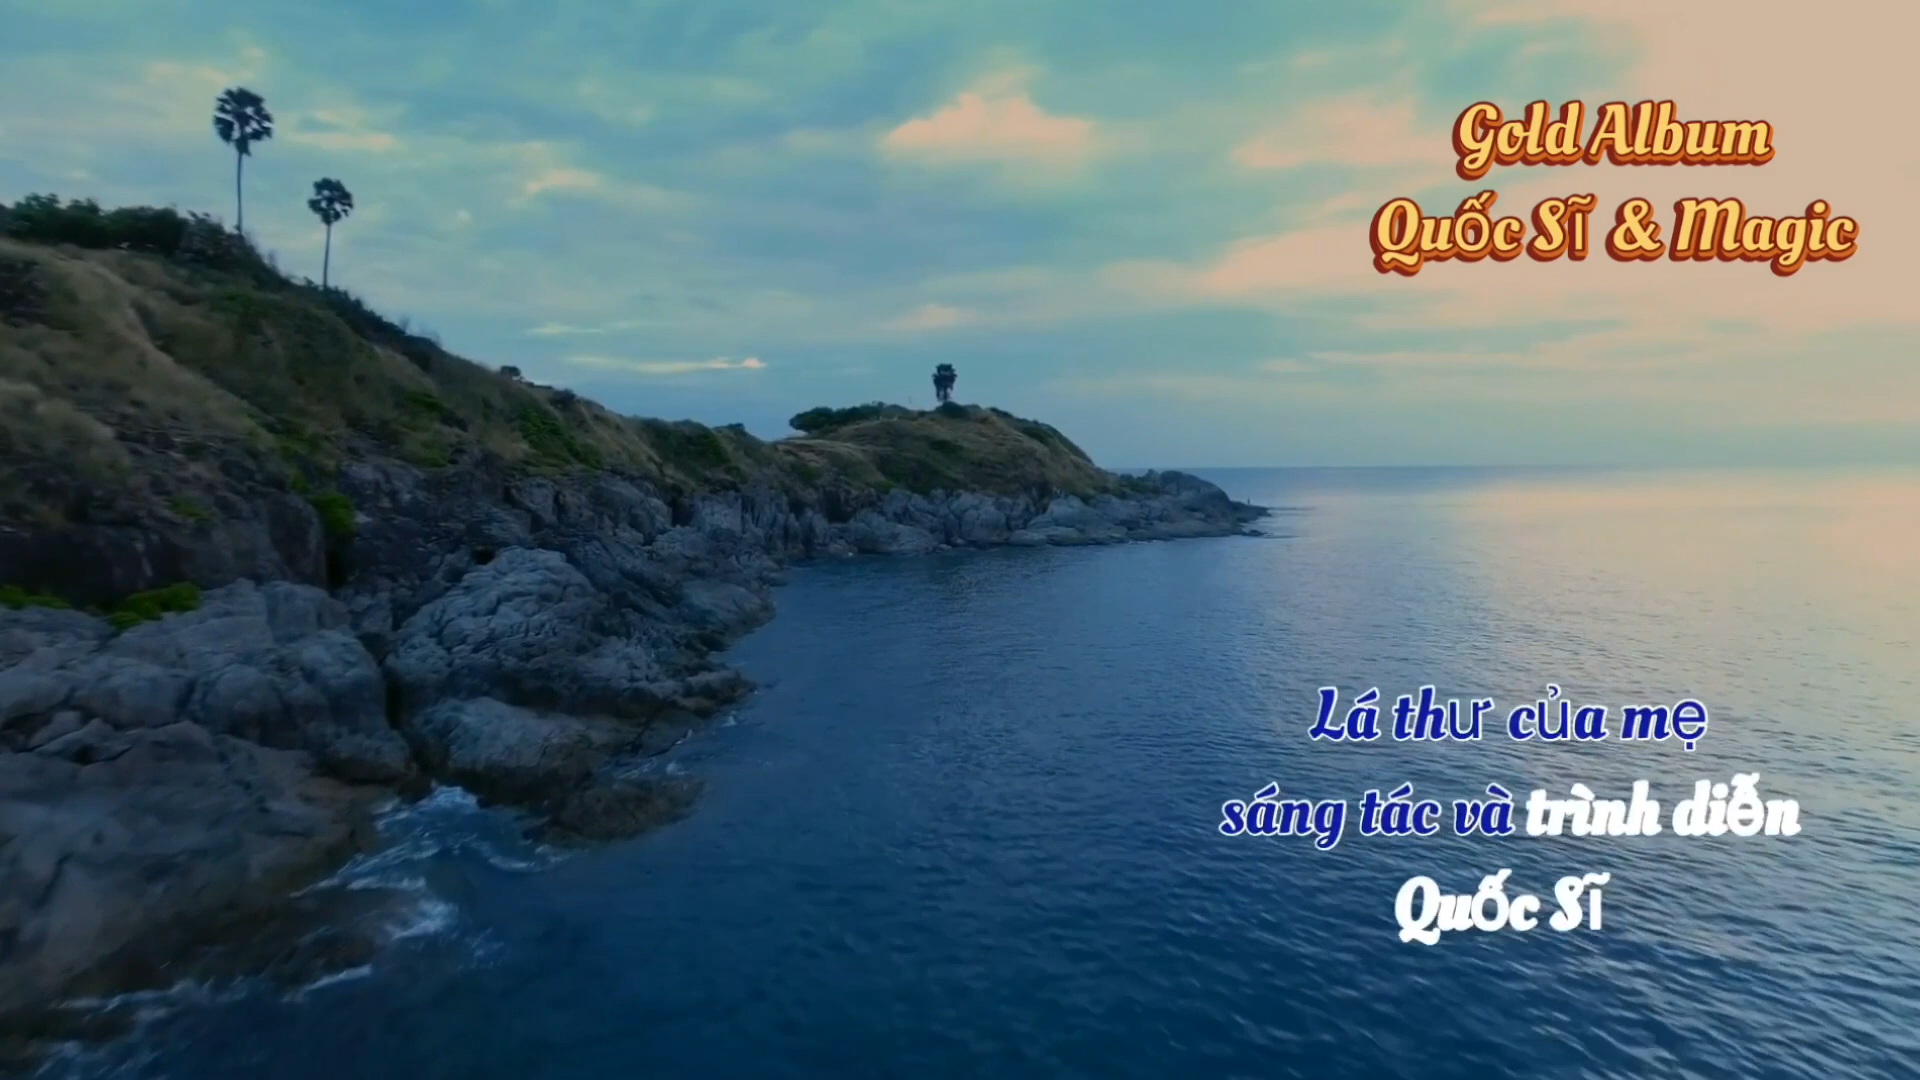 Gold Album
Quốc Sĩ & Magic
Lá thư của mẹ
sáng tác và trình diễn
Quốc Sĩ